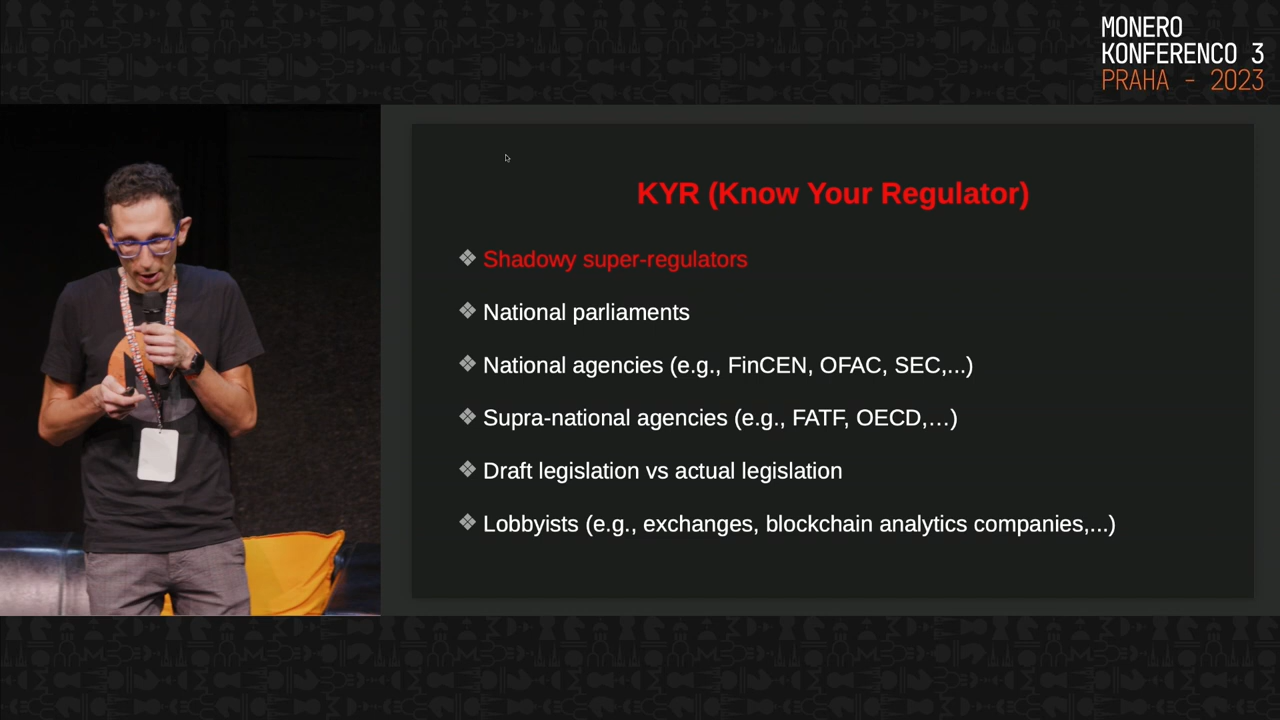 MONERO
KONFERENCO 3
PRAHA - 2023
KYR (Know Your Regulator)
❖ Shadowy super-regulators
❖ National parliaments
❖ National agencies (e.g., FinCEN, OFAC, SEC,...)
❖ Supra-national agencies (e.g., FATF, OECD,…)
❖ Draft legislation vs actual legislation
❖ Lobbyists (e.g., exchanges, blockchain analytics companies,...)